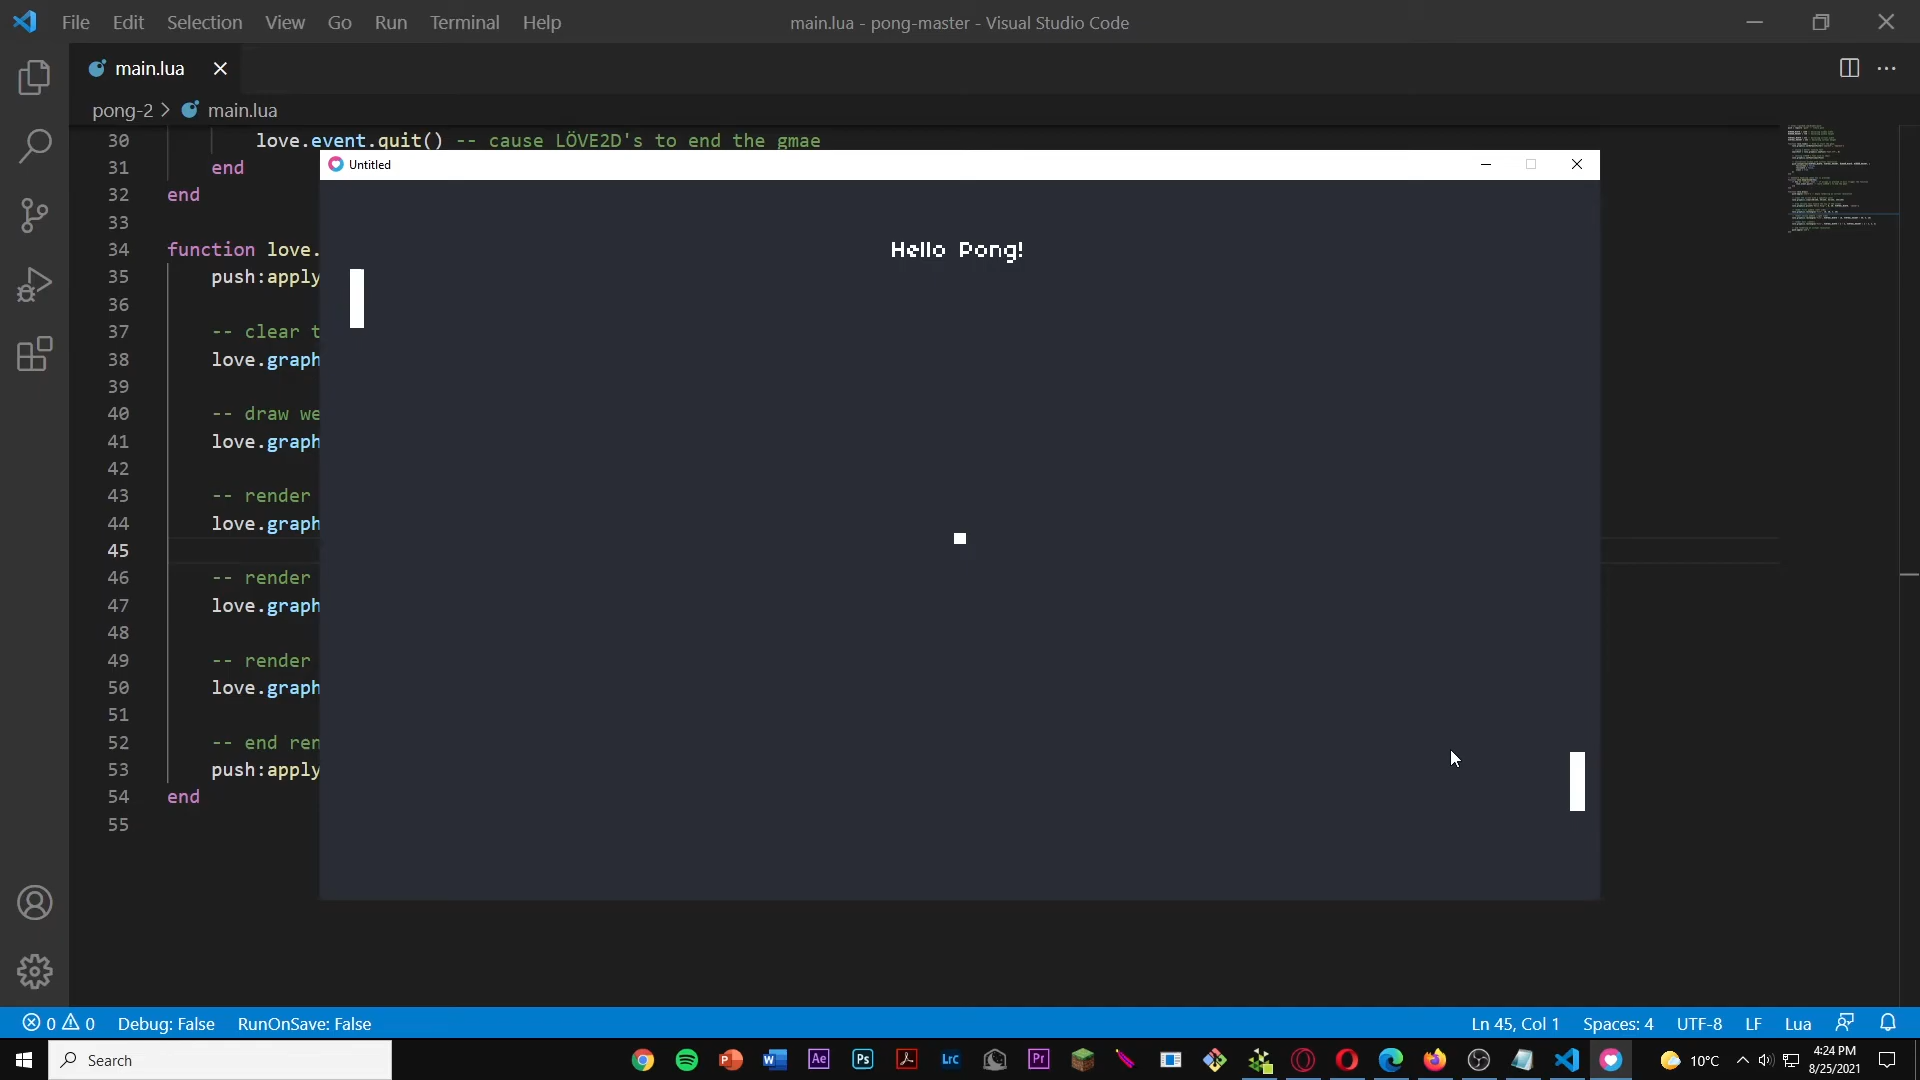 File Edit Selection View Go Run Terminal Help
main.lua - pong-master - Visual Studio Code
main.lua
pong-2 > main.lua
30 love.event.quit() -- cause LÖVE2D's to end the gmae
31 end
Untitled
32 end
33
34 function love.
Hello Pong!
35 push:apply
36
37 -- clear t
38 love.graph
39
40 -- draw we
41 love.graph
42
43 -- render
44 love.graph
45
46 -- render
47 love.graph
48
49 -- render
50 love.graph
51
52 -- end ren
53 push:apply
54 end
55
0 0 Debug: False RunOnSave: False
Ln 45, Col 1 Spaces: 4 UTF-8 LF Lua
Search
Ae Ps Lrc Pr
10°C
4:24 PM
8/25/2021